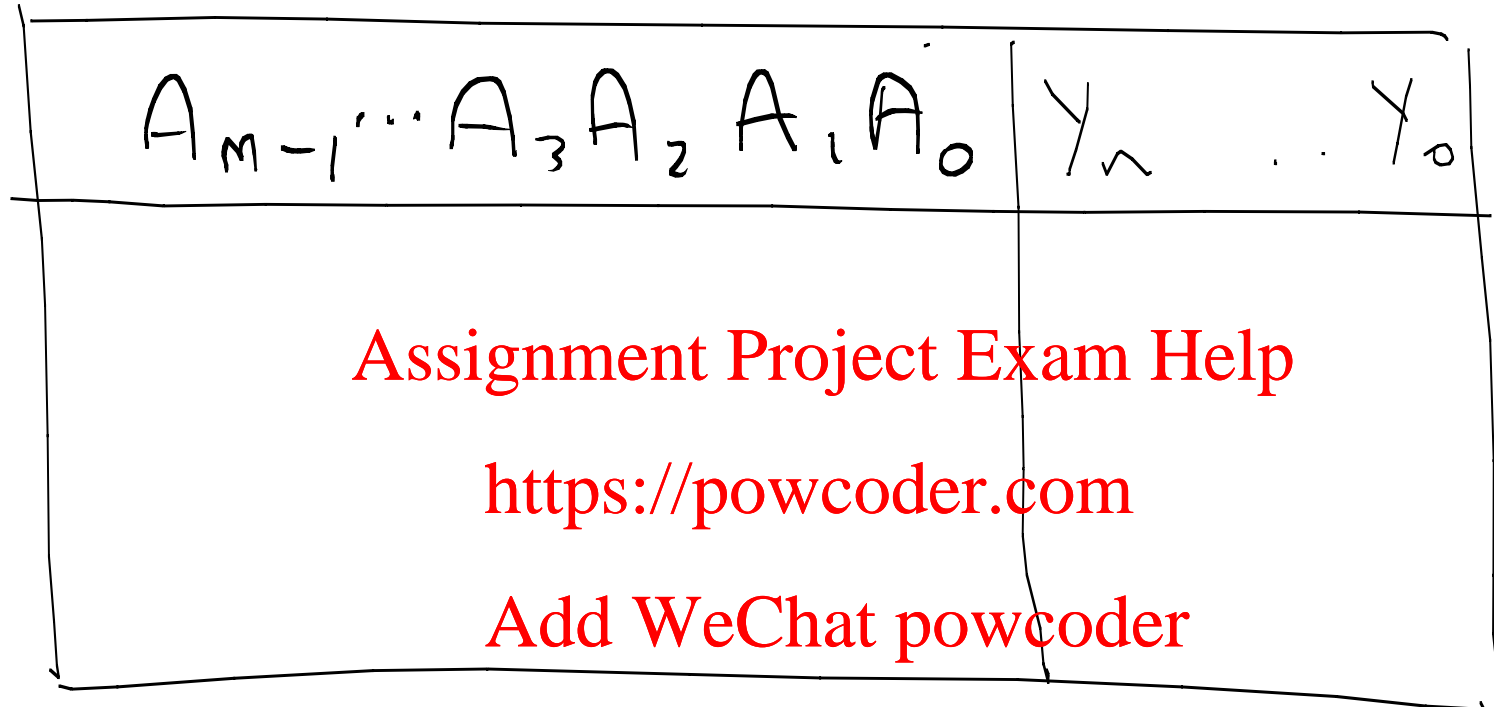 A_{M-1} ... A_3 A_2 A_1 A_0 Y_n ... Y_0
Assignment Project Exam Help
https://powcoder.com
Add WeChat powcoder